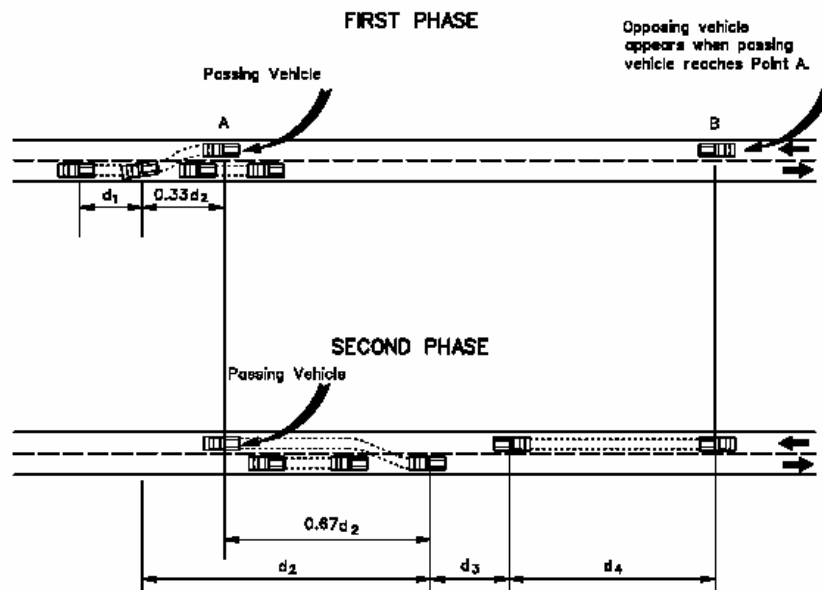 FIRST PHASE
Opposing vehicle
appears when passing
vehicle reaches Point A.
Passing Vehicle
A
B
d₁
0.33d₂
SECOND PHASE
Passing Vehicle
0.67d₂
d₂
d₃
d₄